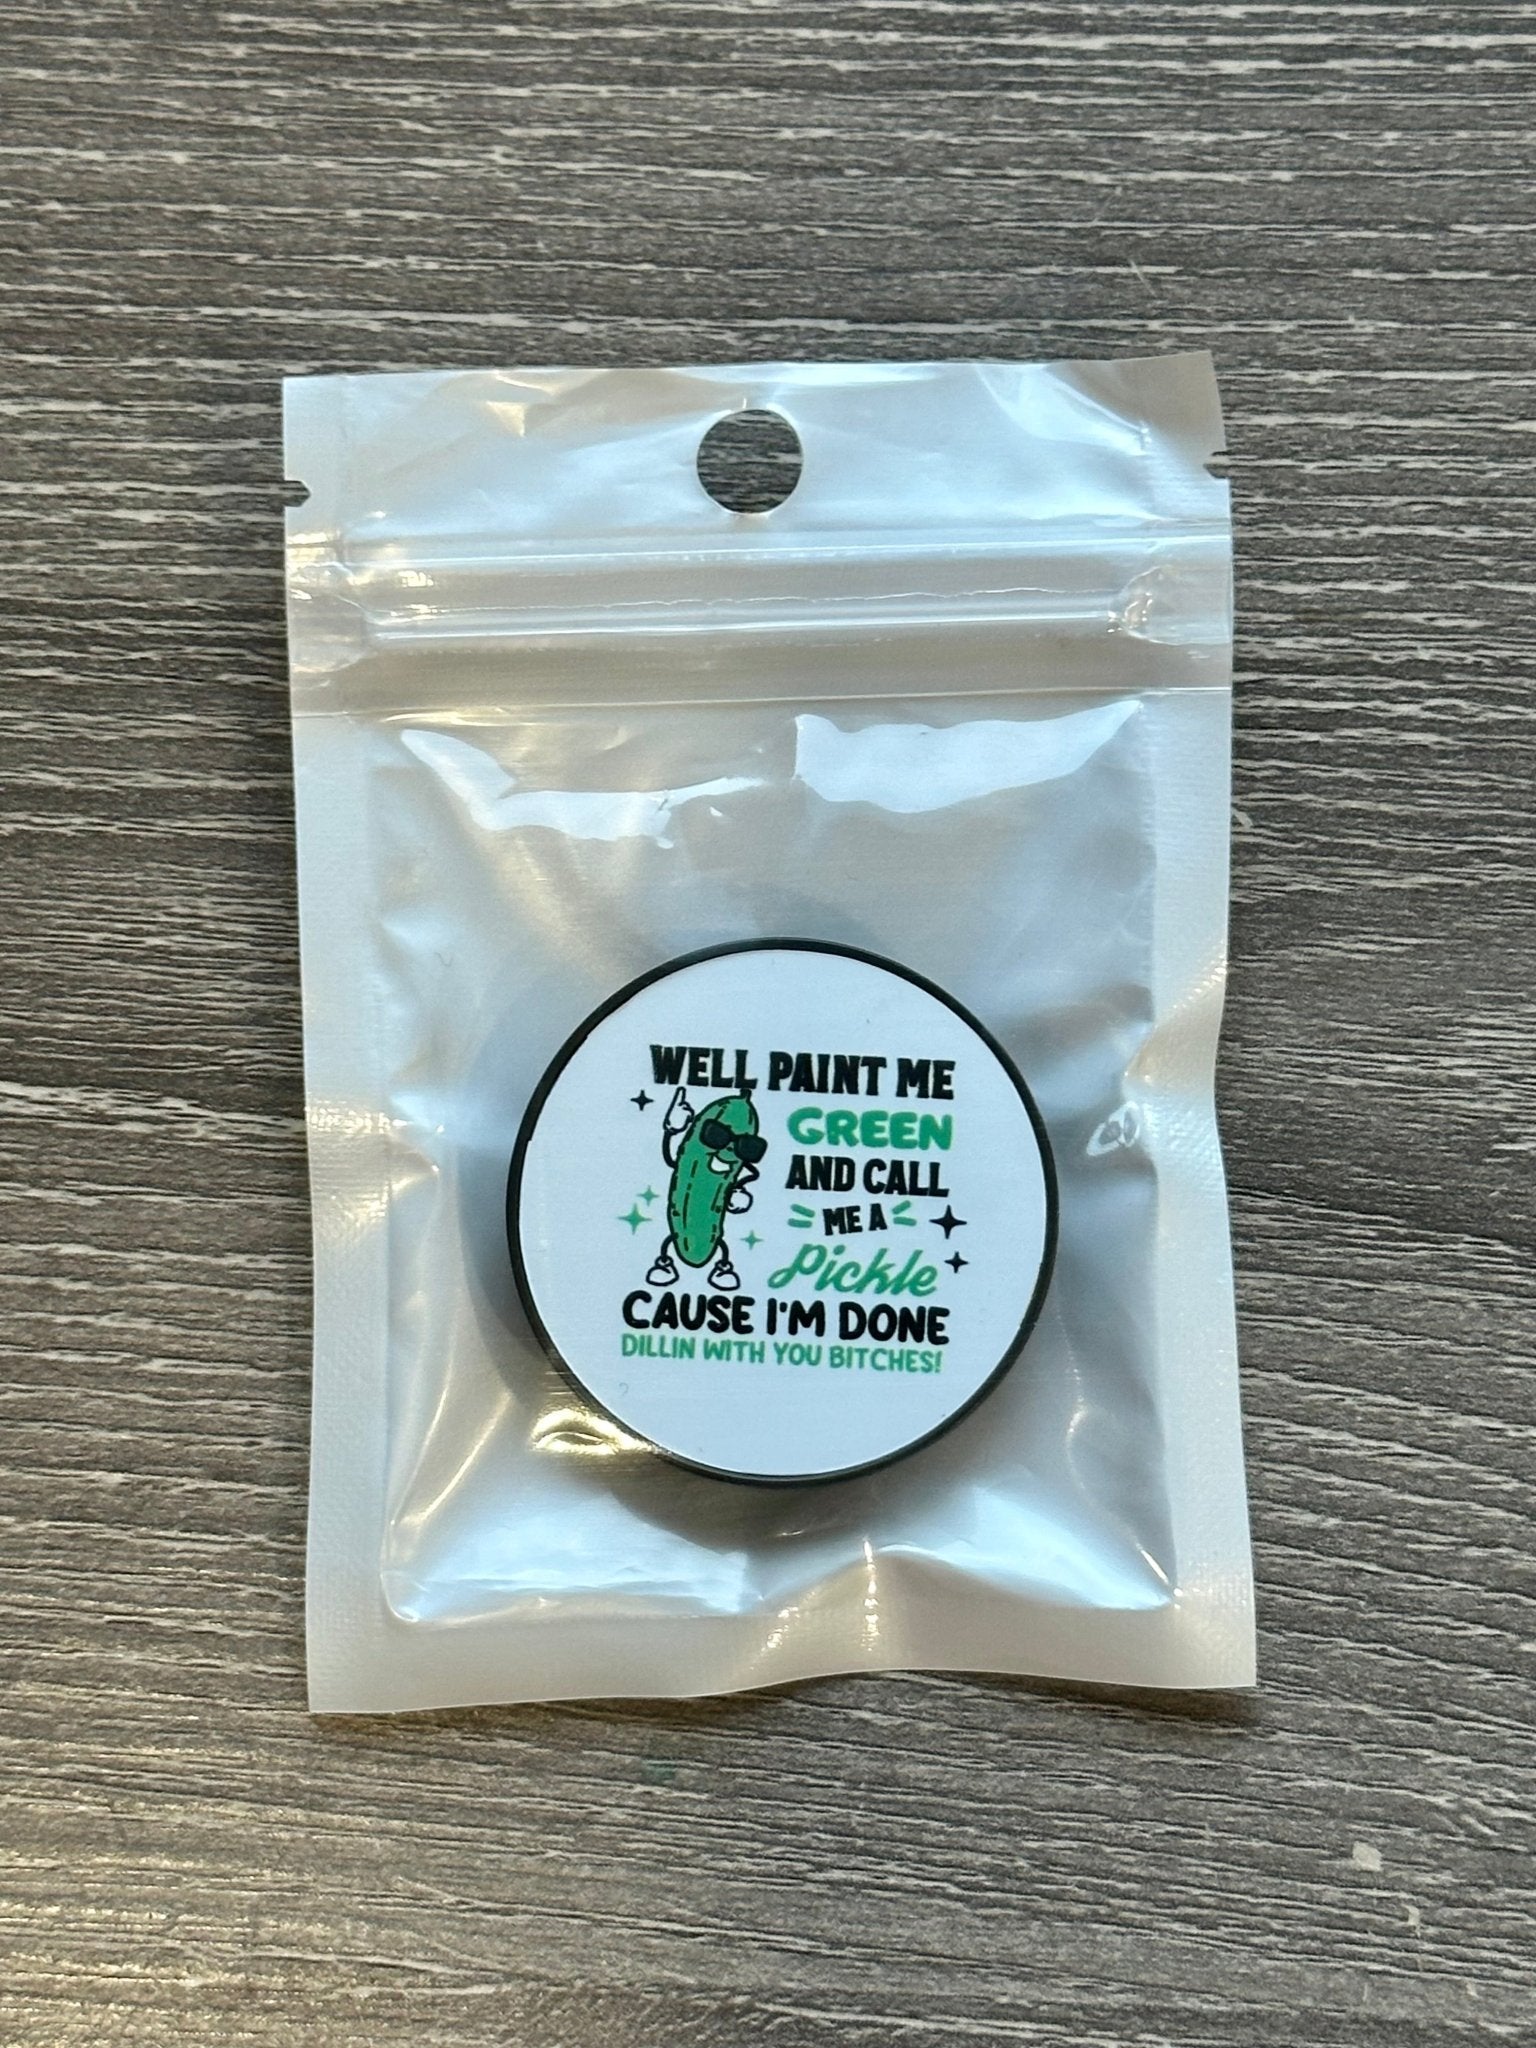 WELL PAINT ME
GREEN
AND CALL
ME A
Pickle
CAUSE I'M DONE
DILLIN WITH YOU BITCHES!